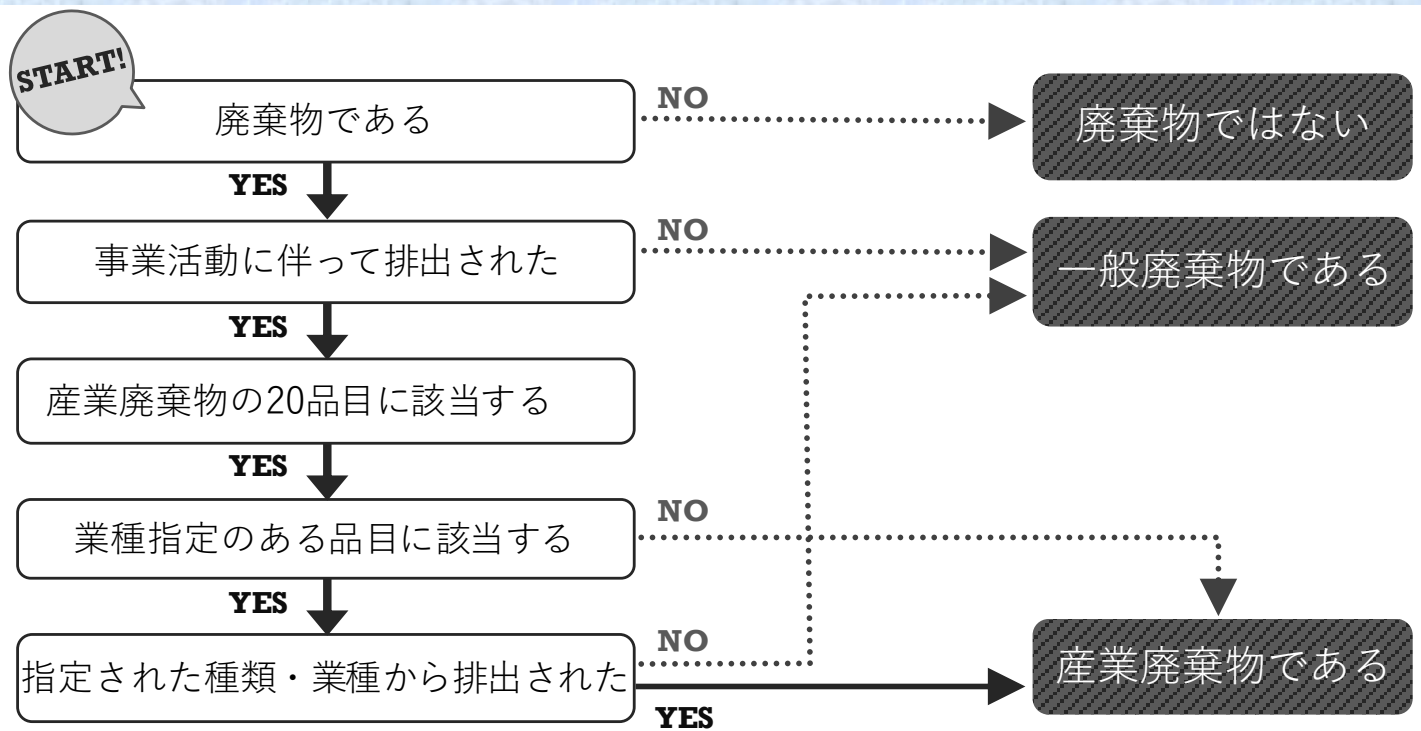 START!
廃棄物である
NO
廃棄物ではない
YES
事業活動に伴って排出された
NO
一般廃棄物である
YES
産業廃棄物の20品目に該当する
YES
業種指定のある品目に該当する
NO
YES
指定された種類・業種から排出された
NO
YES
産業廃棄物である